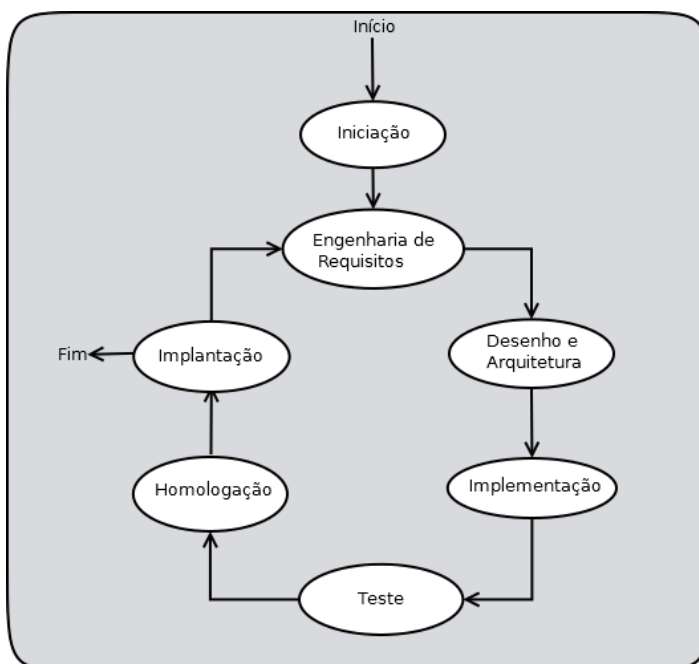 Início
Iniciação
Engenharia de
Requisitos
Desenho e
Arquitetura
Fim
Implantação
Homologação
Implementação
Teste